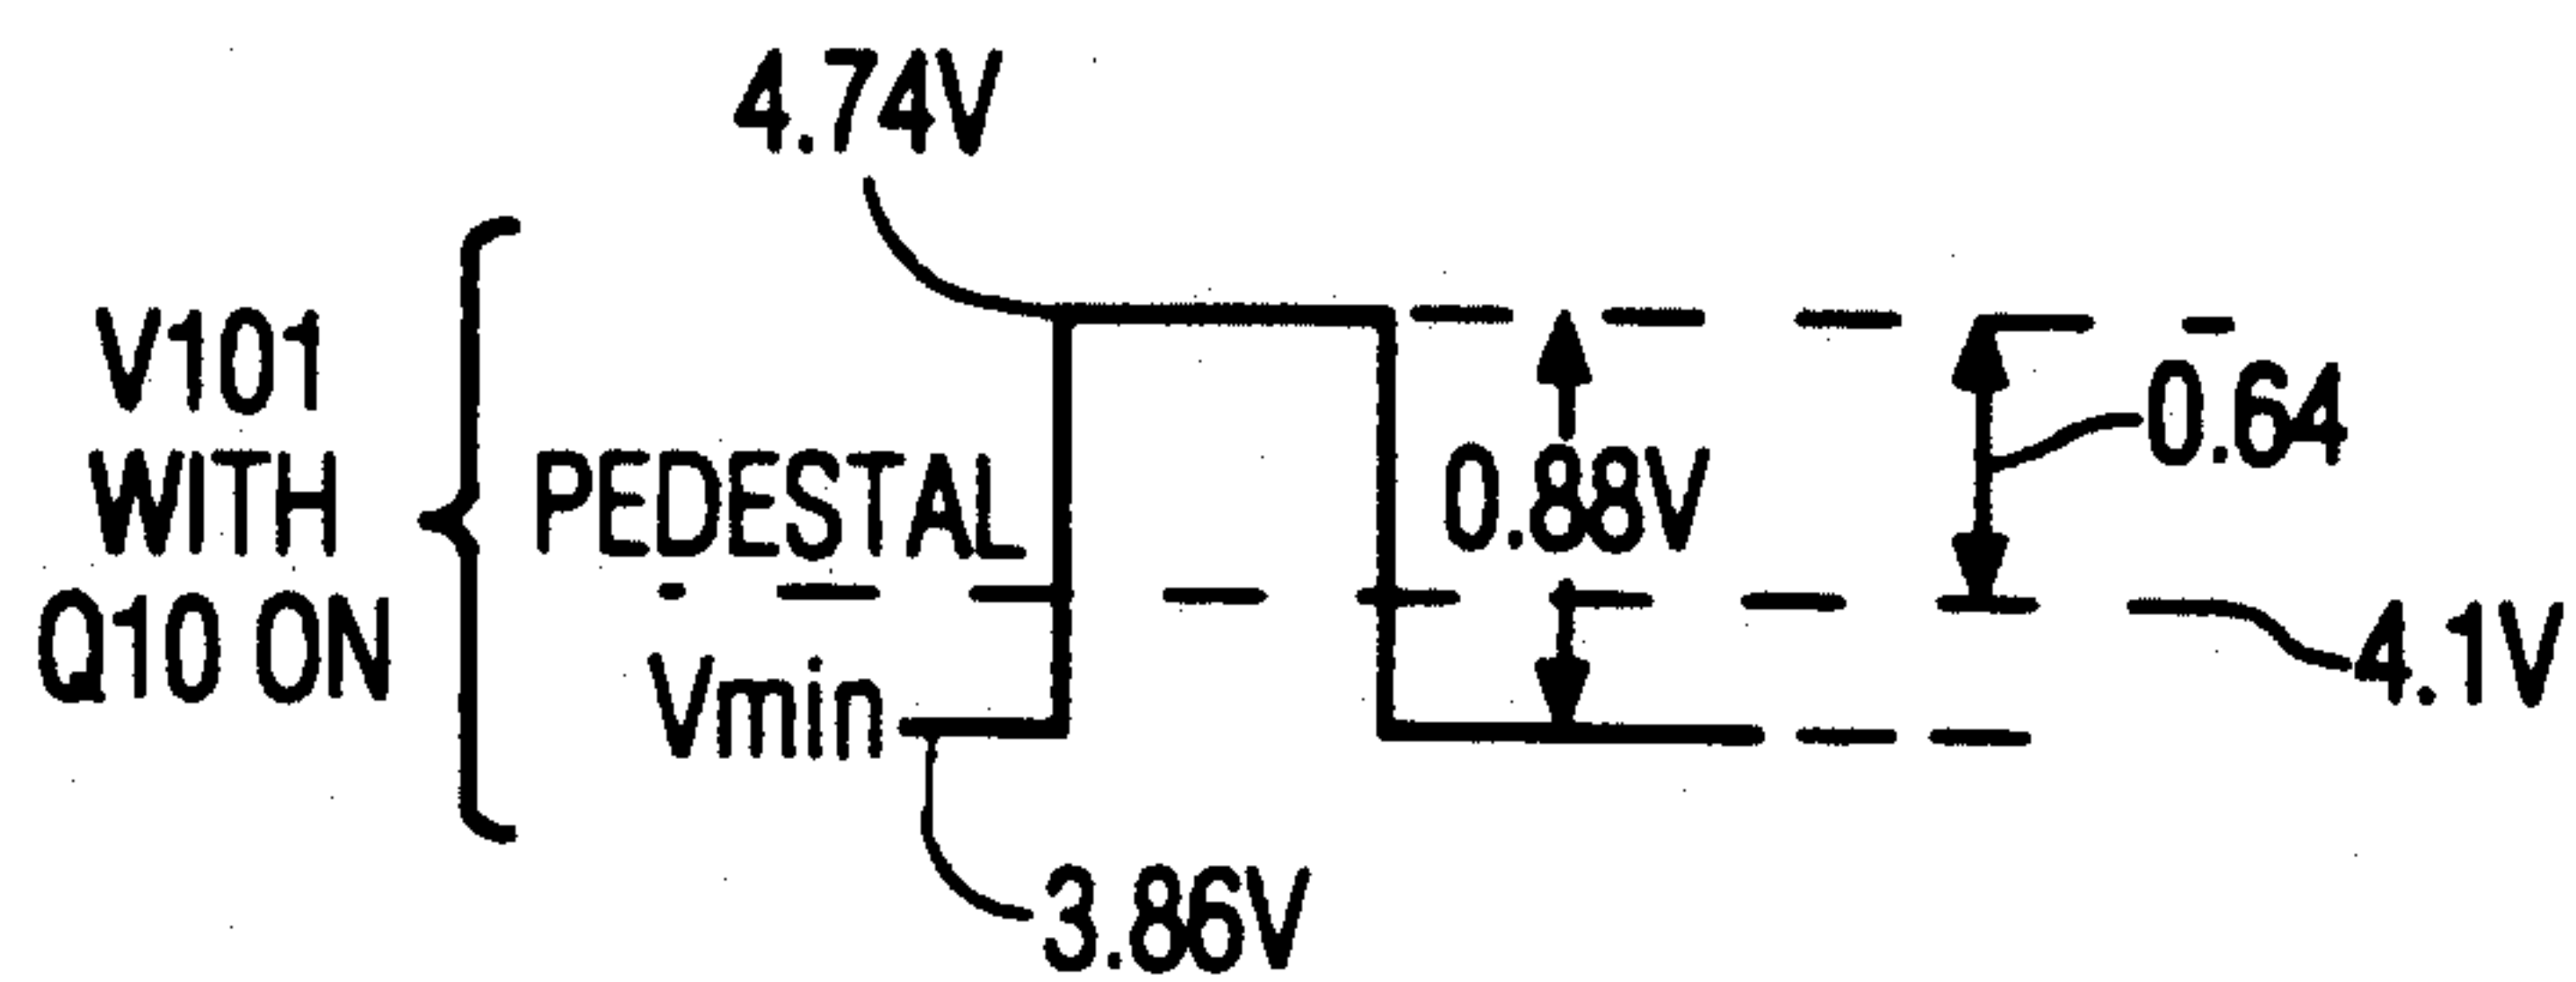 4.74V
V101
WITH
Q10 ON
PEDESTAL
Vmin
0.88V
0.64
4.1V
3.86V